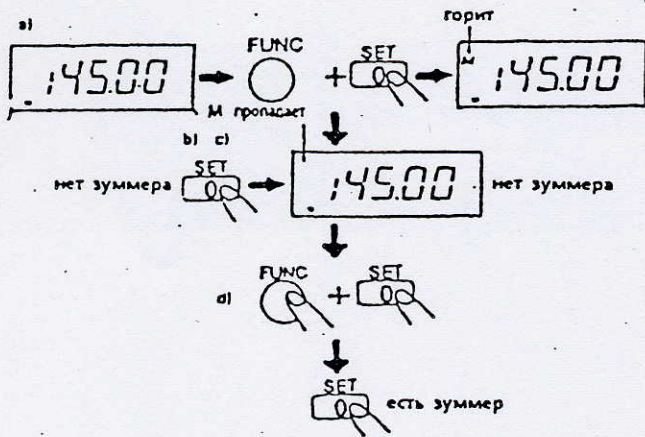 a)
горит
FUNC
SET
145.00
+
M
145.00
M пропадает
b) c)
SET
нет зуммера
145.00
нет зуммера
FUNC
SET
d)
+
SET
есть зуммер